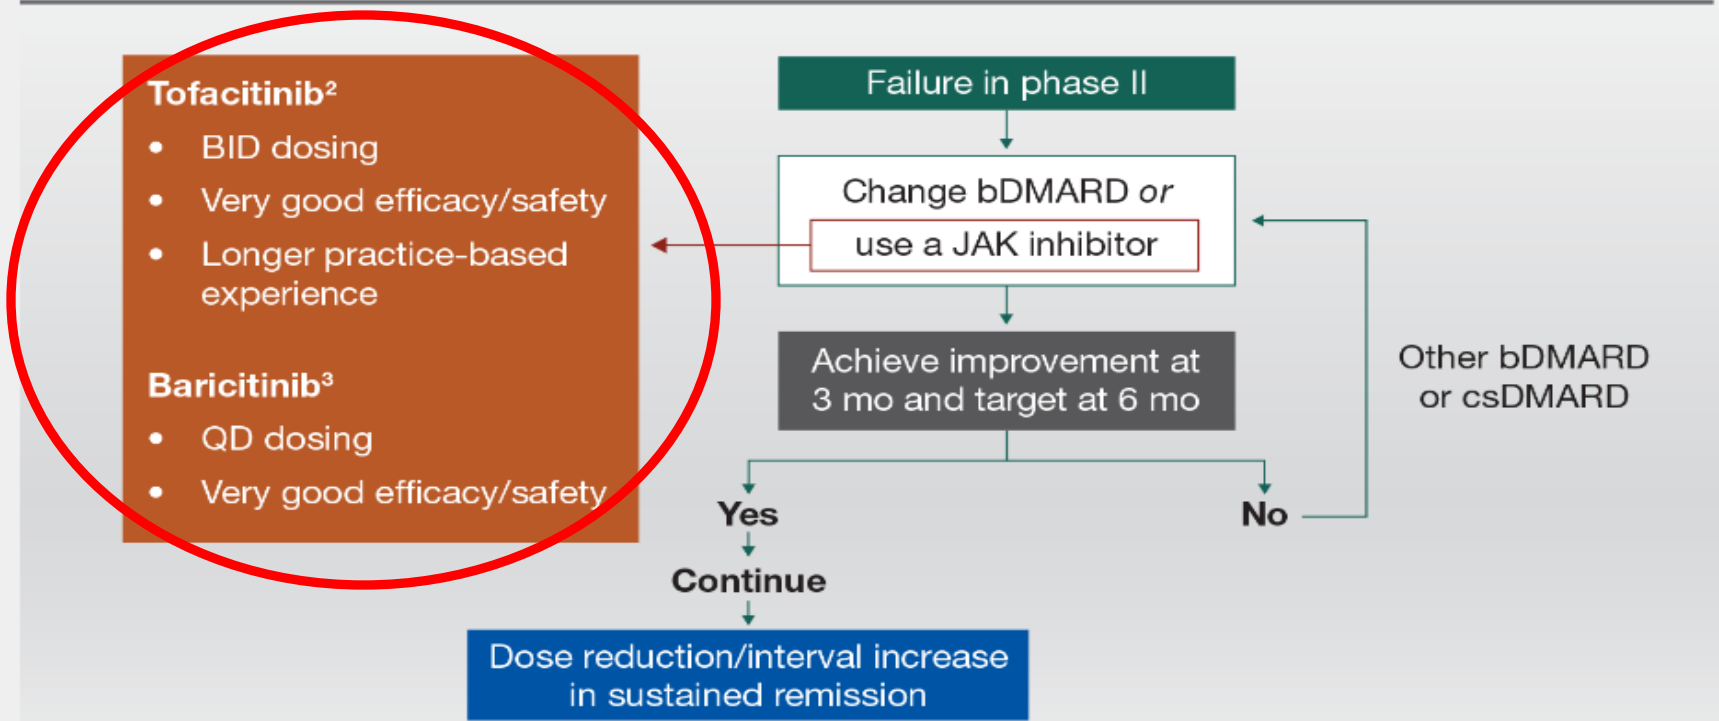 Tofacitinib²
• BID dosing
• Very good efficacy/safety
• Longer practice-based
experience
Baricitinib³
• QD dosing
• Very good efficacy/safety
Failure in phase II
Change bDMARD or
use a JAK inhibitor
Achieve improvement at
3 mo and target at 6 mo
Other bDMARD
or csDMARD
Yes
No
Continue
Dose reduction/interval increase
in sustained remission